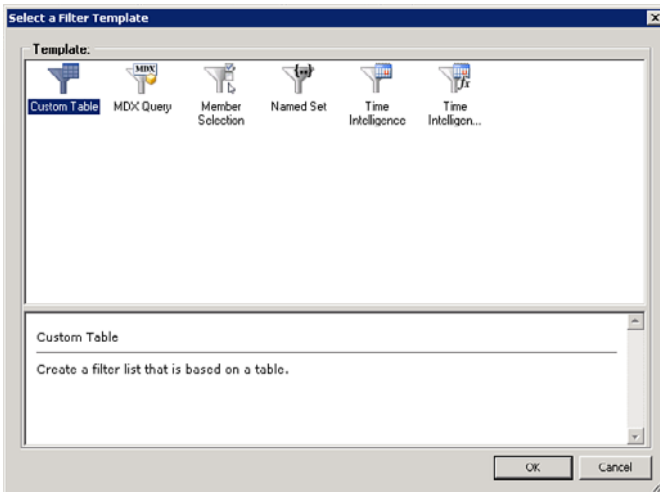 Select a Filter Template
Template:
MDX
{••}
fx
Custom Table MDX Query Member Selection Named Set Time Intelligence Time Intelligen...
Custom Table
Create a filter list that is based on a table.
OK Cancel